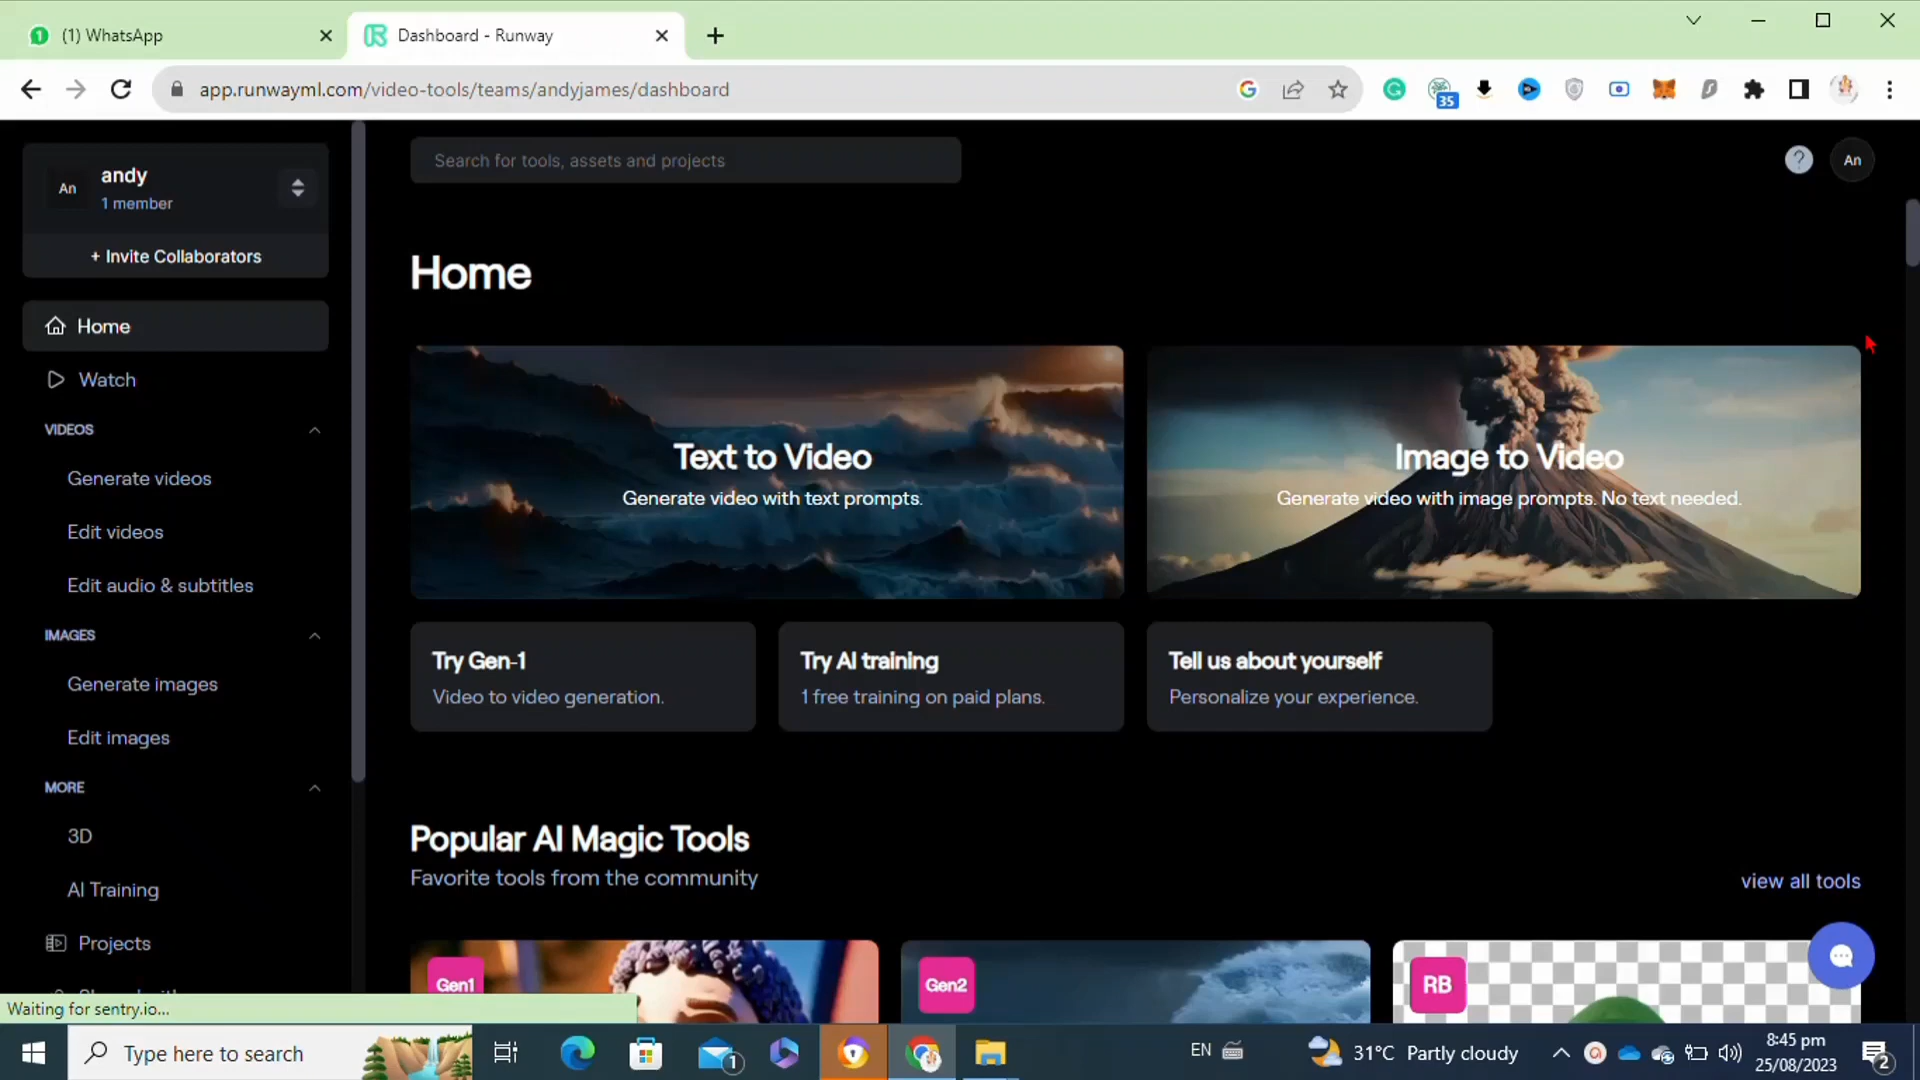 (1) WhatsApp
Dashboard - Runway
app.runwayml.com/video-tools/teams/andyjames/dashboard
35
An
andy
1 member
+ Invite Collaborators
Search for tools, assets and projects
?
An
Home
Watch
VIDEOS
Generate videos
Edit videos
Edit audio & subtitles
IMAGES
Generate images
Edit images
MORE
3D
AI Training
Projects
Home
Text to Video
Generate video with text prompts.
Image to Video
Generate video with image prompts. No text needed.
Try Gen-1
Video to video generation.
Try AI training
1 free training on paid plans.
Tell us about yourself
Personalize your experience.
Popular AI Magic Tools
Favorite tools from the community
view all tools
Gen1
Gen2
RB
Waiting for sentry.io...
Type here to search
1
EN
31°C Partly cloudy
8:45 pm
25/08/2023
2